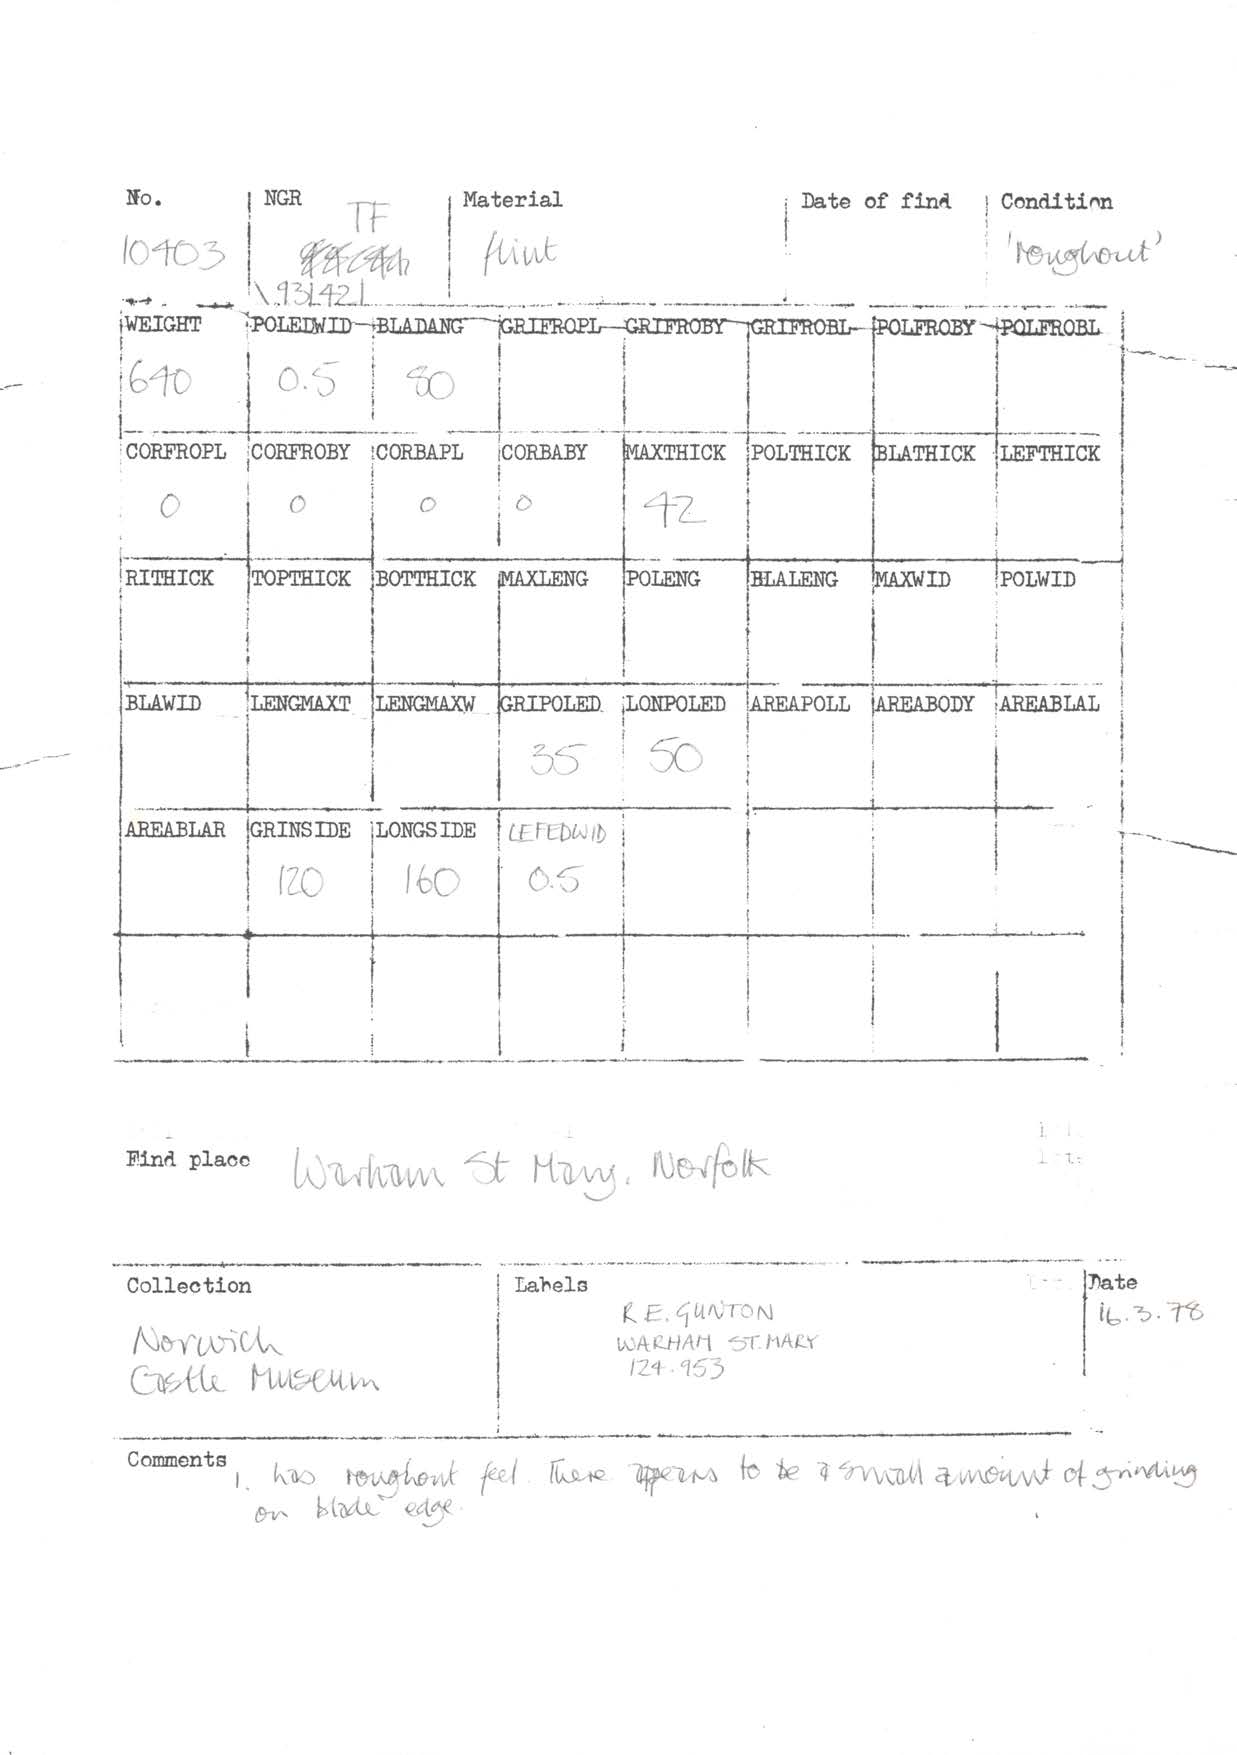 No. NGR Material Date of find Condition
TF
10403 flint 'roughout'
\.931421
WEIGHT POLEDWID BLADANG GRIFROPL GRIFROBY GRIFROBL POLFROBY POLFROBL
640 0.5 80
CORFROPL CORFROBY CORBAPL CORBABY MAXTHICK POLTHICK BLATHICK LEFTHICK
0 0 0 0 42
RITHICK TOPTHICK BOTTHICK MAXLENG POLENG BLALENG MAXWID POLWID
BLAWID LENGMAXT LENGMAXW GRIPOLED LONPOLED AREAPOLL AREABODY AREABLAL
35 50
AREABLAR GRINSIDE LONGSIDE LEFEDWID
120 160 0.5
Find place Warham St Mary, Norfolk
Collection Labels Date
R.E. GUNTON 16.3.78
Norwich WARHAM ST. MARY
Castle Museum 124.953
Comments 1. has roughout feel. There appears to be a small amount of grinding
on blade edge.